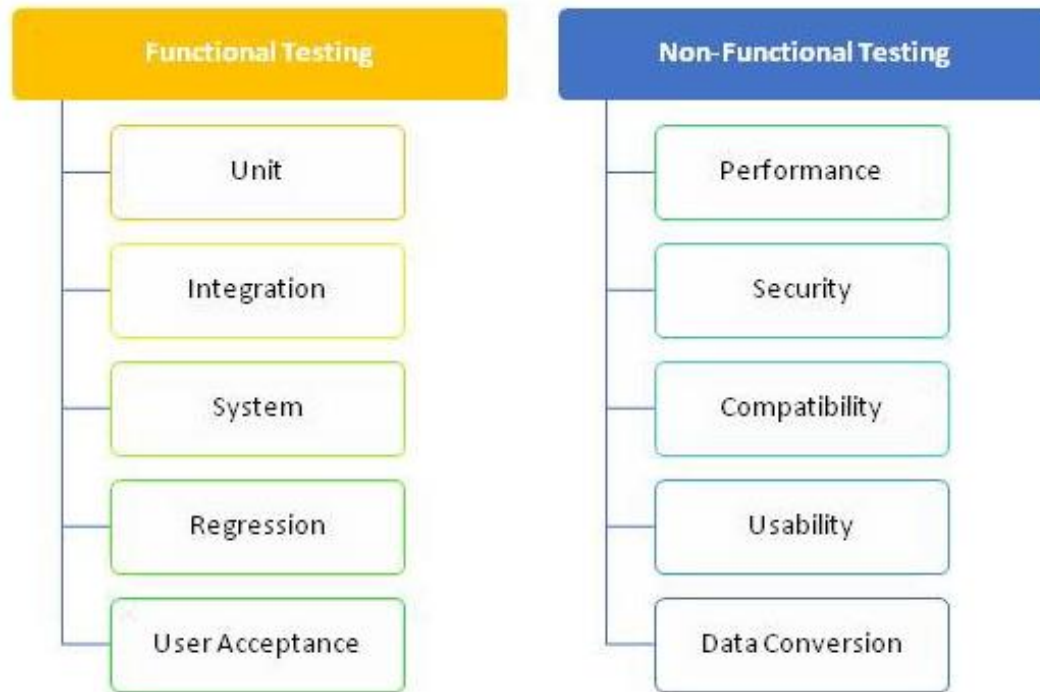 Functional Testing
Unit
Integration
System
Regression
User Acceptance
Non-Functional Testing
Performance
Security
Compatibility
Usability
Data Conversion